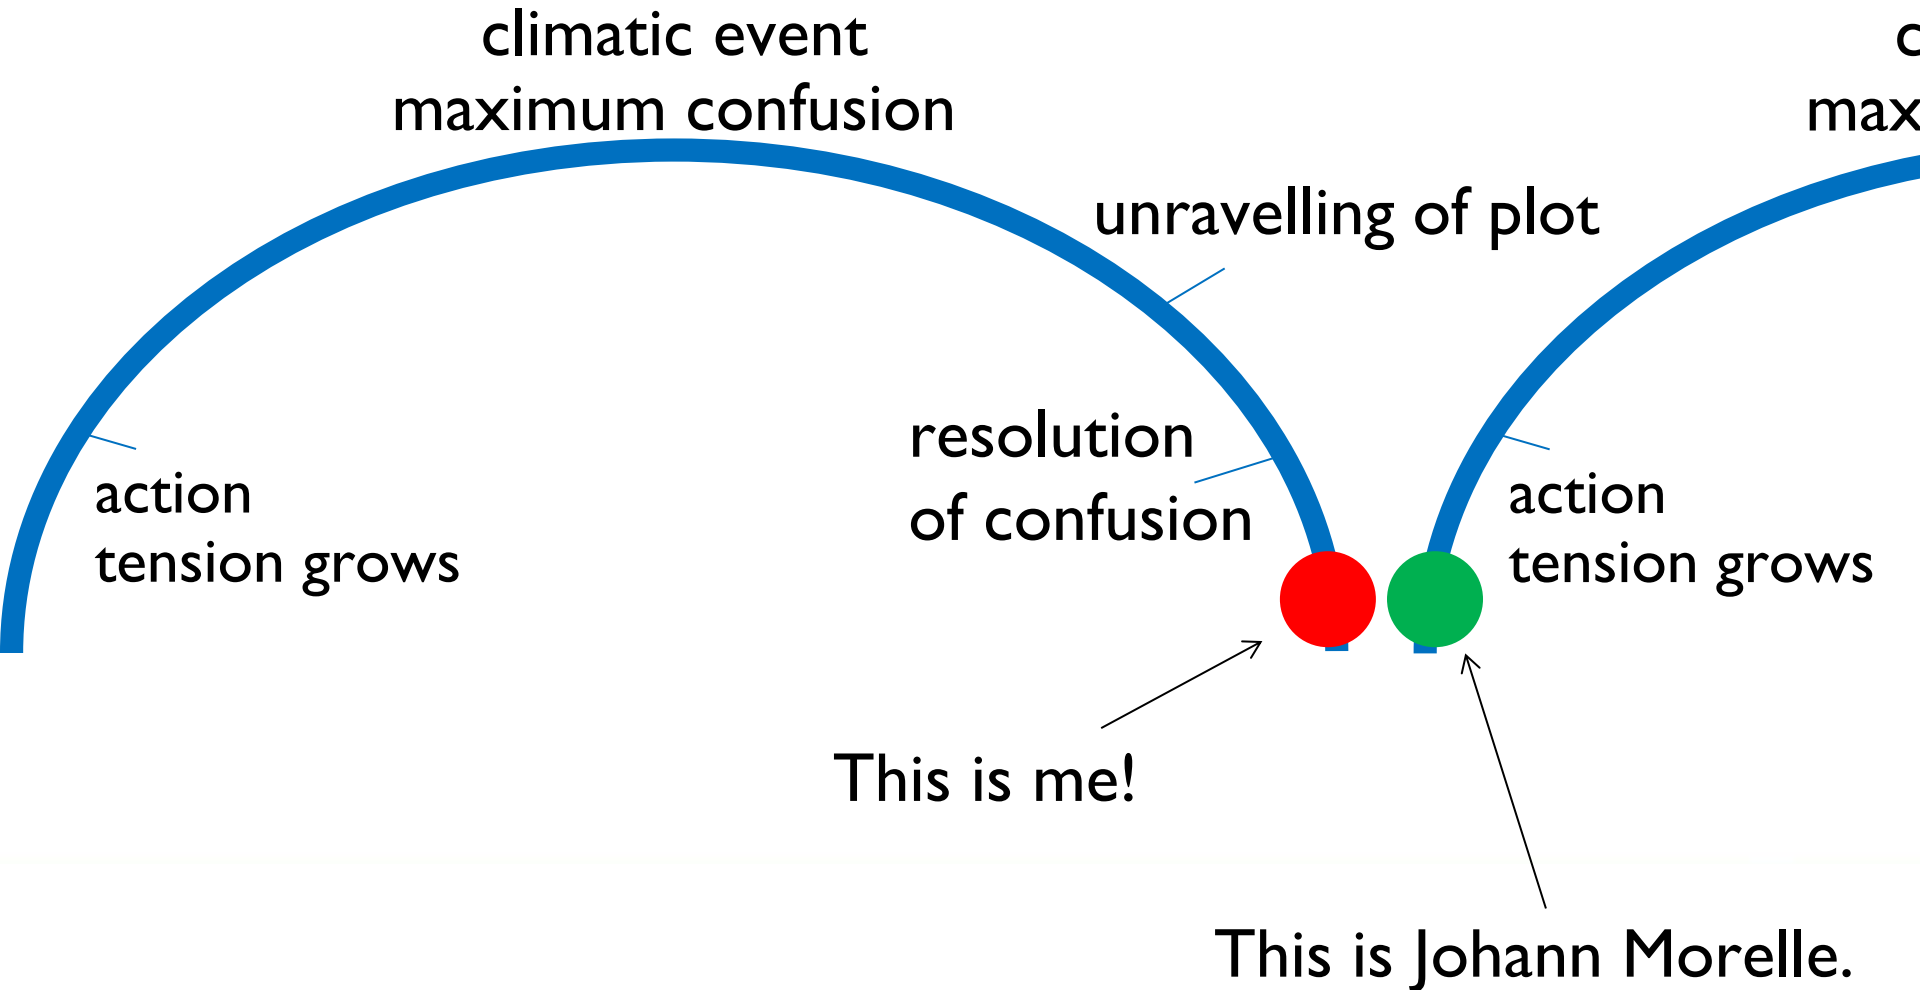 climatic event
maximum confusion
unravelling of plot
resolution
of confusion
action
tension grows
c
max
action
tension grows
This is me!
This is Johann Morelle.